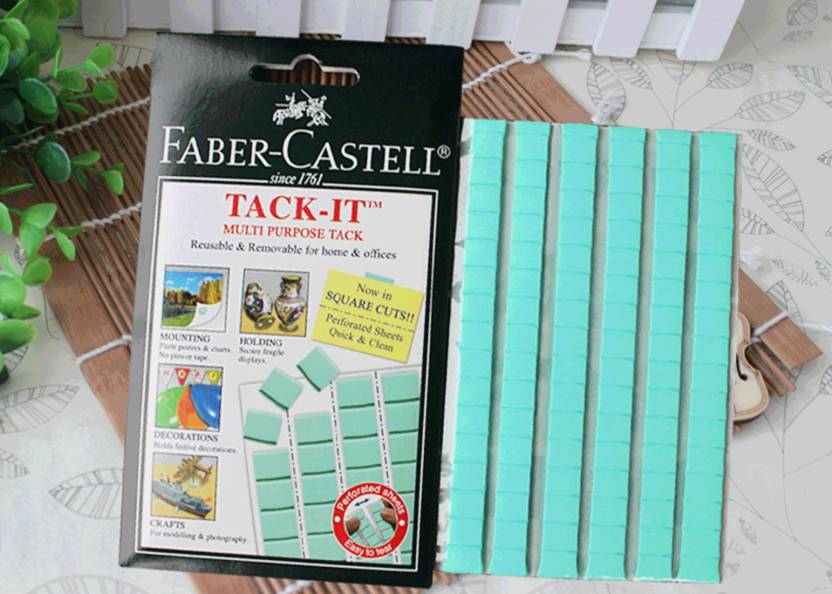 FABER-CASTELL®
since 1761
TACK-IT™
MULTI PURPOSE TACK
Reusable & Removable for home & offices
Now in
SQUARE CUTS!!
Perforated Sheets
Quick & Clean
MOUNTING
Paste posters & charts.
No pins or tape.
HOLDING
Secure fragile
displays.
DECORATIONS
Holds festive decorations.
CRAFTS
For modelling & photography.
Perforated sheets
Easy to tear